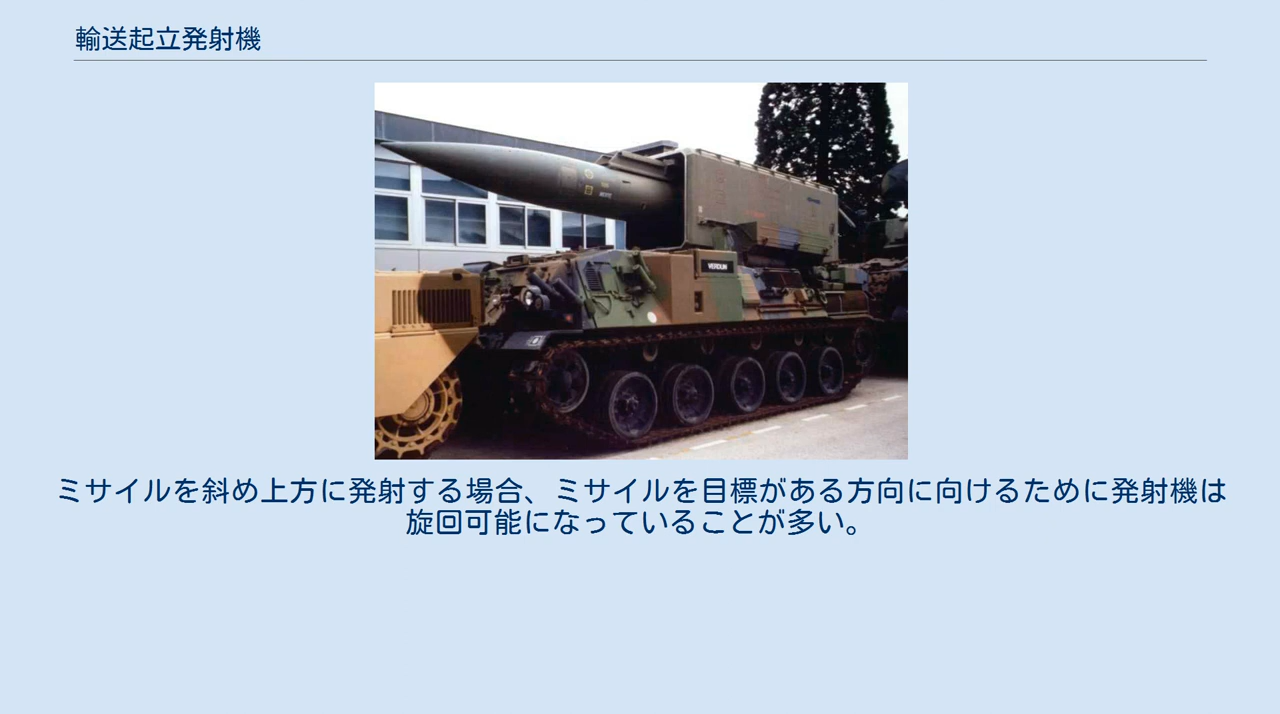 輸送起立発射機
VERDUN
ミサイルを斜め上方に発射する場合、ミサイルを目標がある方向に向けるために発射機は
旋回可能になっていることが多い。